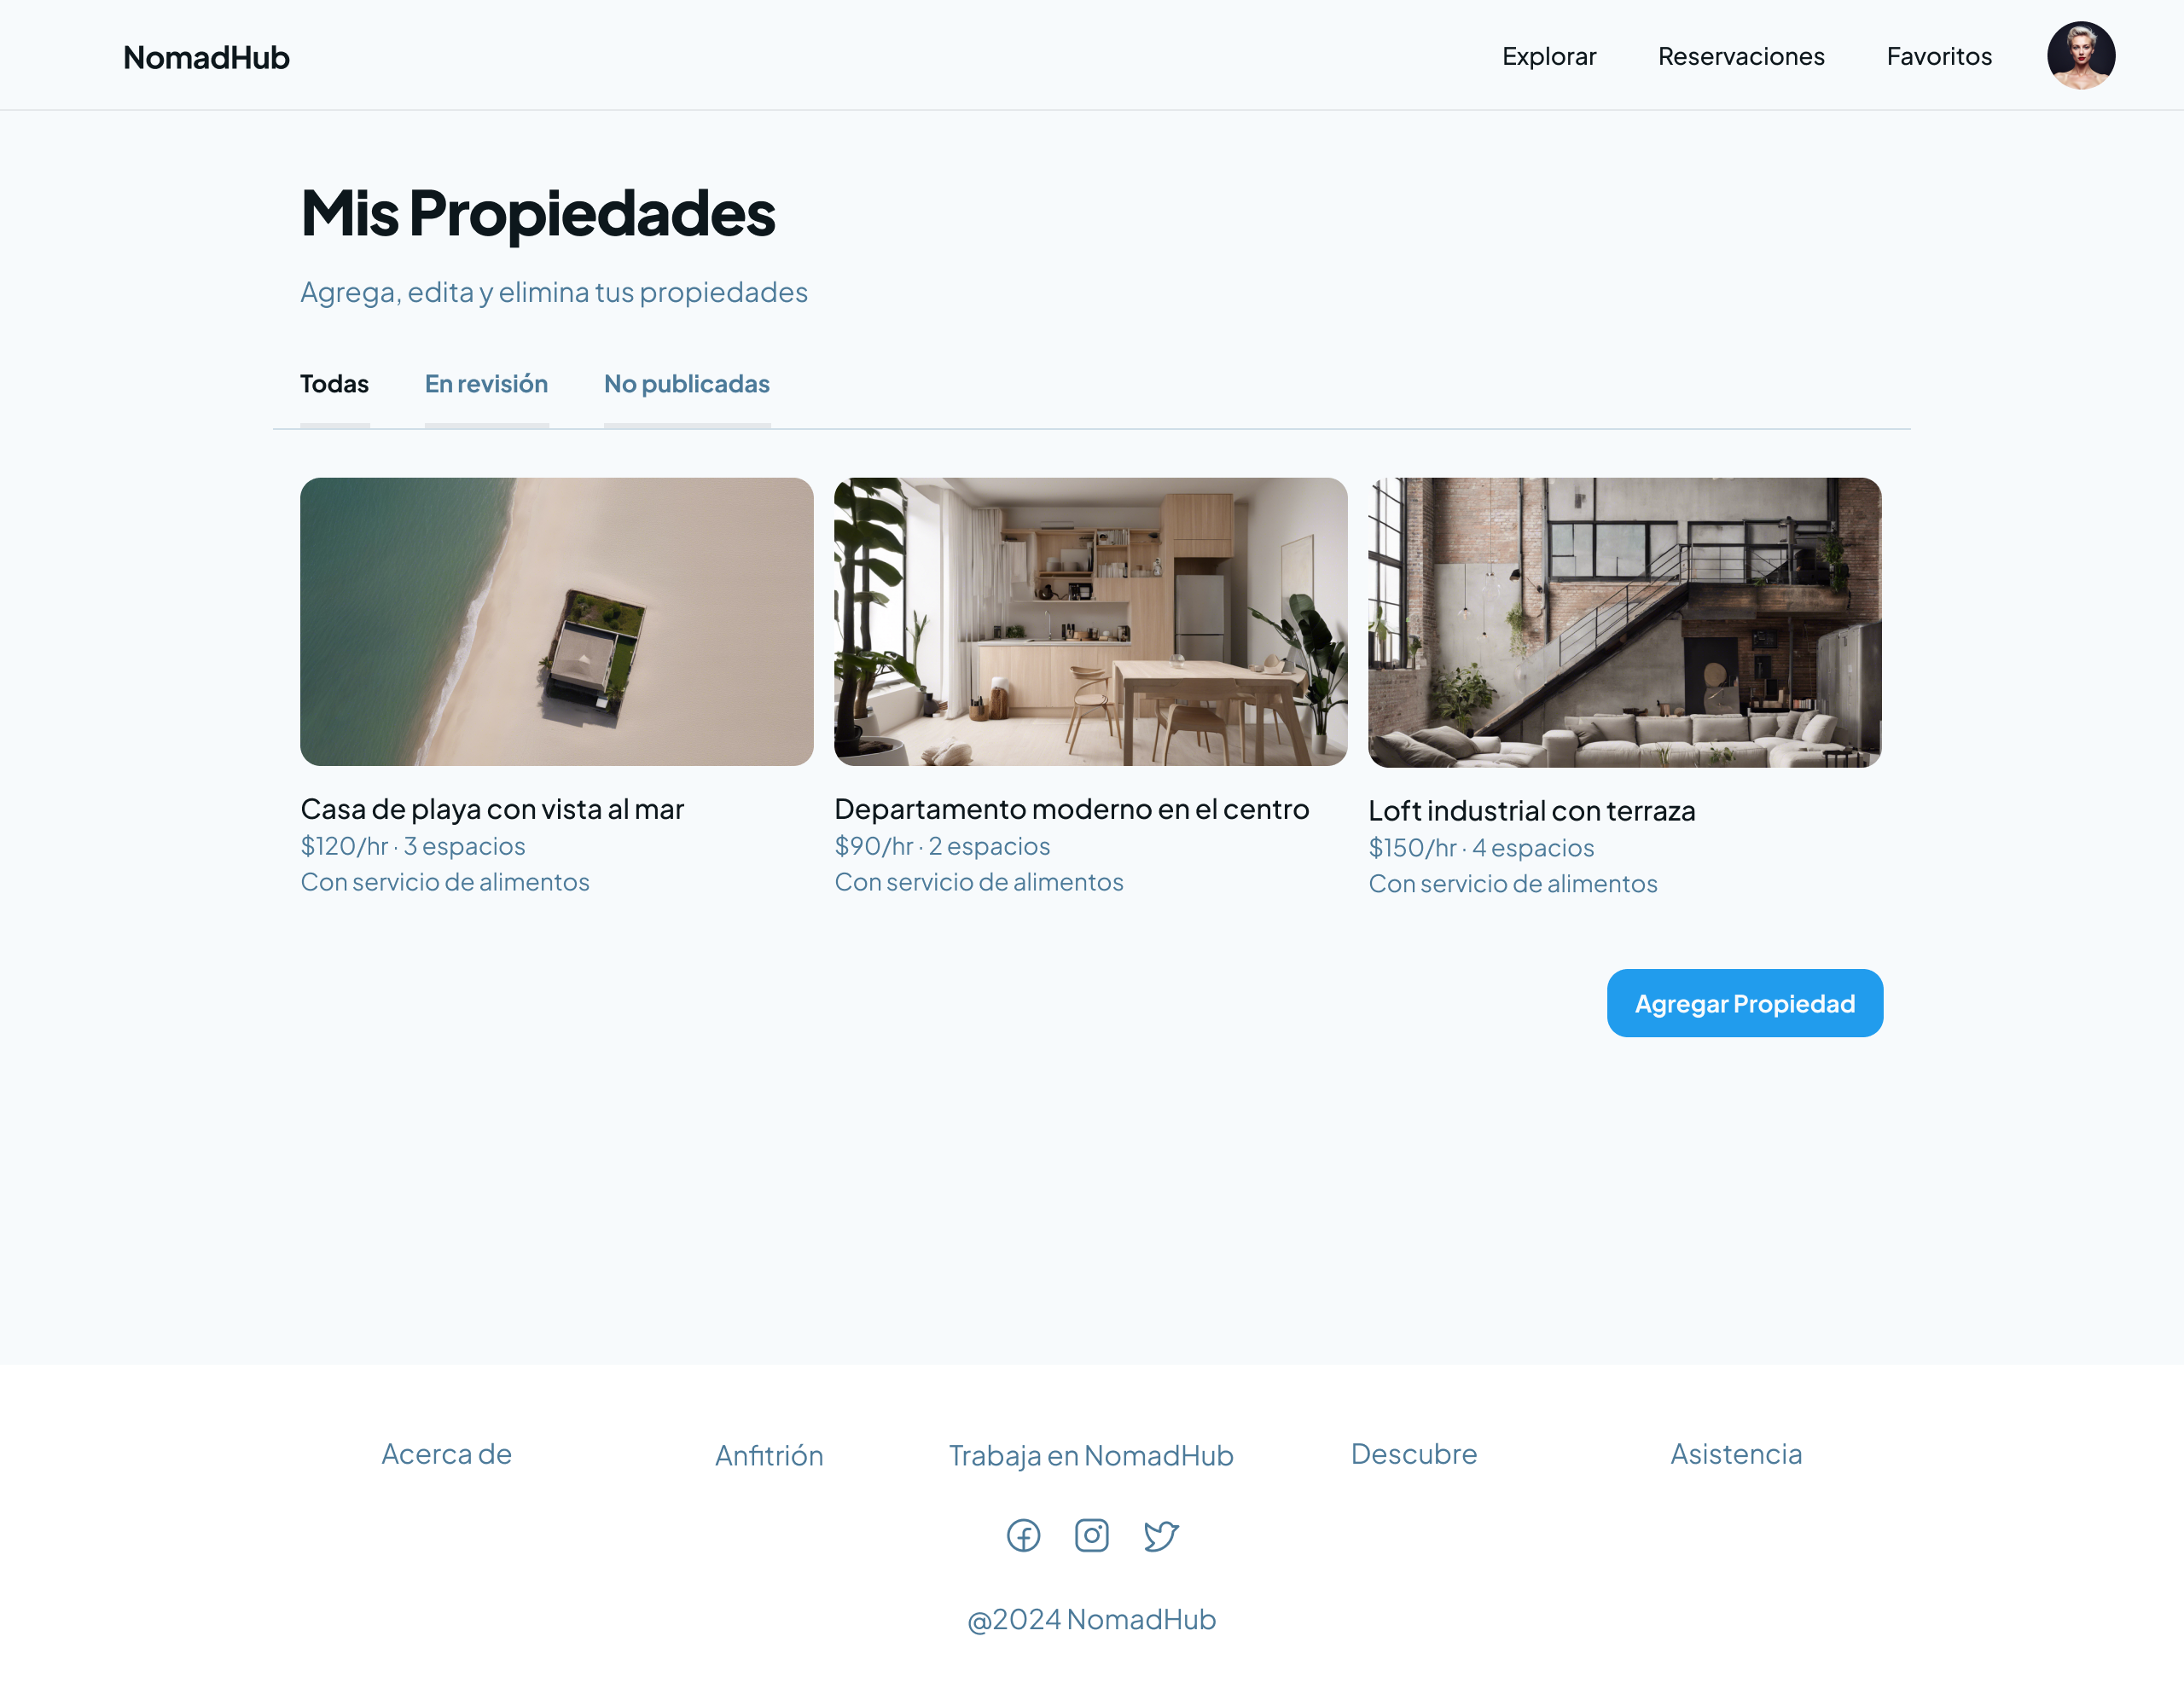 NomadHub
Explorar
Reservaciones
Favoritos
Mis Propiedades
Agrega, edita y elimina tus propiedades
Todas
En revisión
No publicadas
Casa de playa con vista al mar
$120/hr · 3 espacios
Con servicio de alimentos
Departamento moderno en el centro
$90/hr · 2 espacios
Con servicio de alimentos
Loft industrial con terraza
$150/hr · 4 espacios
Con servicio de alimentos
Agregar Propiedad
Acerca de
Anfitrión
Trabaja en NomadHub
Descubre
Asistencia
@2024 NomadHub